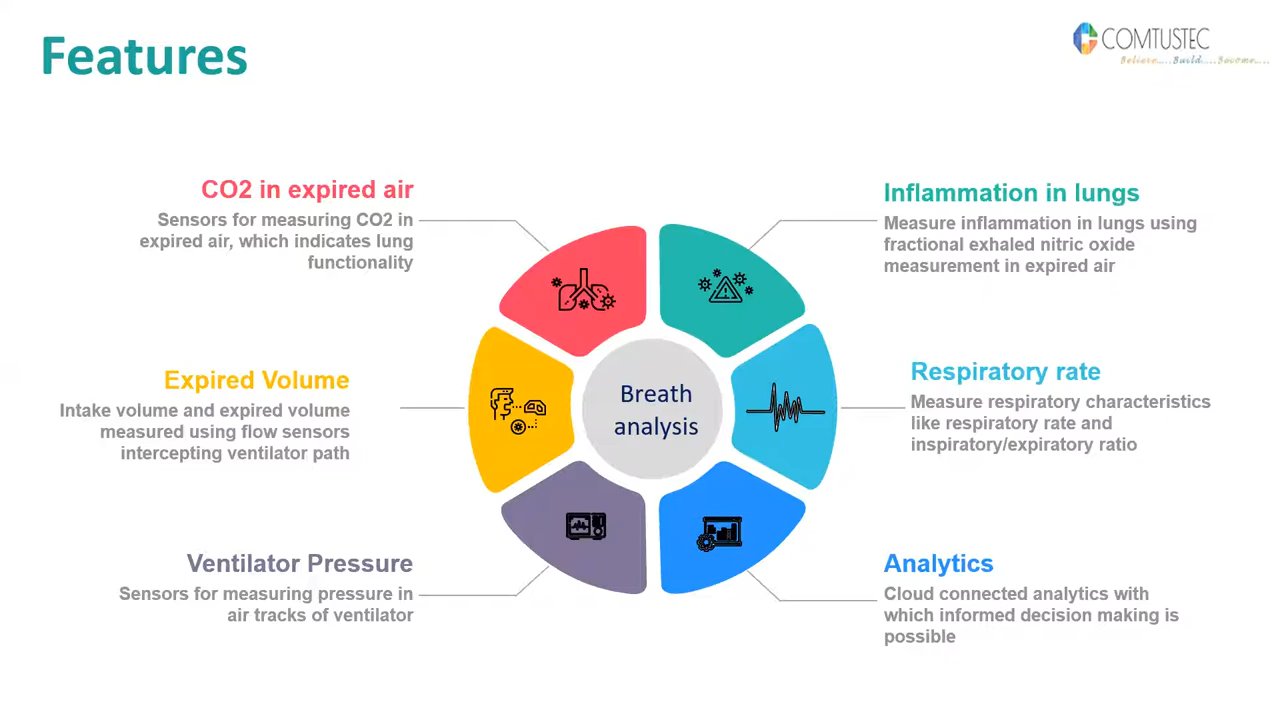 Features
COMTUSTEC
Believe.....Build.....Become....
CO2 in expired air
Sensors for measuring CO2 in
expired air, which indicates lung
functionality
Inflammation in lungs
Measure inflammation in lungs using
fractional exhaled nitric oxide
measurement in expired air
Expired Volume
Intake volume and expired volume
measured using flow sensors
intercepting ventilator path
Breath
analysis
Respiratory rate
Measure respiratory characteristics
like respiratory rate and
inspiratory/expiratory ratio
Ventilator Pressure
Sensors for measuring pressure in
air tracks of ventilator
Analytics
Cloud connected analytics with
which informed decision making is
possible